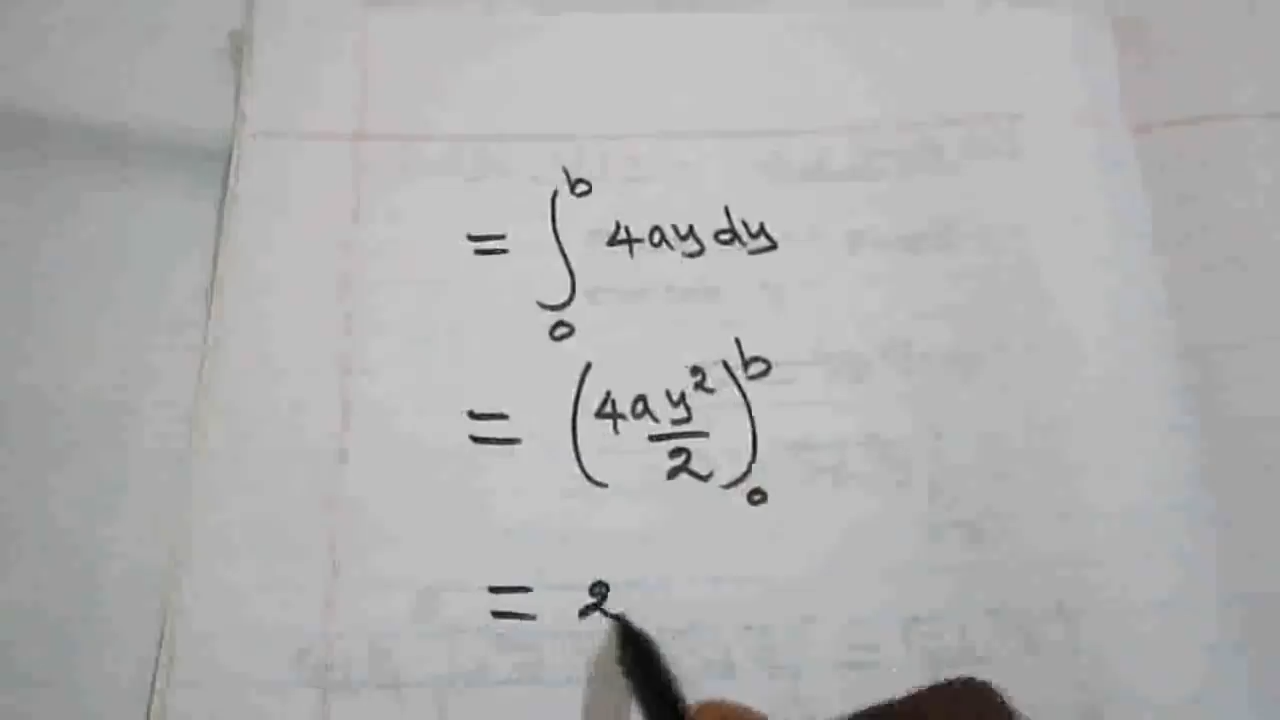 = ∫₀ᵇ 4ay dy
= (4a y²/2)₀ᵇ
= 2